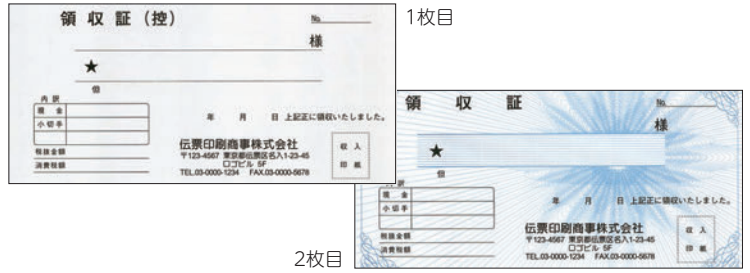 領収証（控）
No.
1枚目
様
★
但
内訳
現金
小切手
年 月 日 上記正に領収いたしました。
税抜金額
消費税額
伝票印刷商事株式会社
〒123-4567 東京都伝票区名入1-23-45
ロゴビル 5F
TEL.03-0000-1234 FAX.03-0000-5678
収入
印紙
領収証
No.
様
★
但
内訳
現金
小切手
年 月 日 上記正に領収いたしました。
税抜金額
消費税額
伝票印刷商事株式会社
〒123-4567 東京都伝票区名入1-23-45
ロゴビル 5F
TEL.03-0000-1234 FAX.03-0000-5678
収入
印紙
2枚目